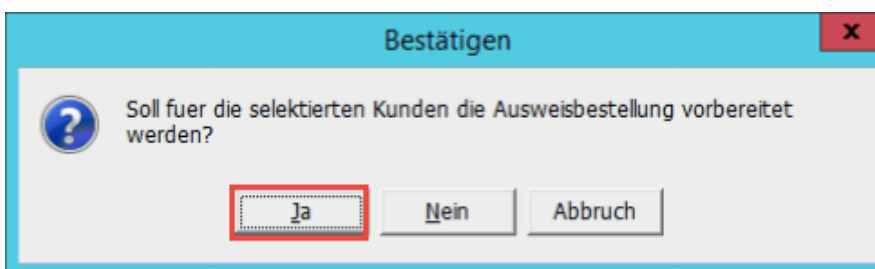 Bestätigen
x
?
Soll fuer die selektierten Kunden die Ausweisbestellung vorbereitet
werden?
Ja Nein Abbruch